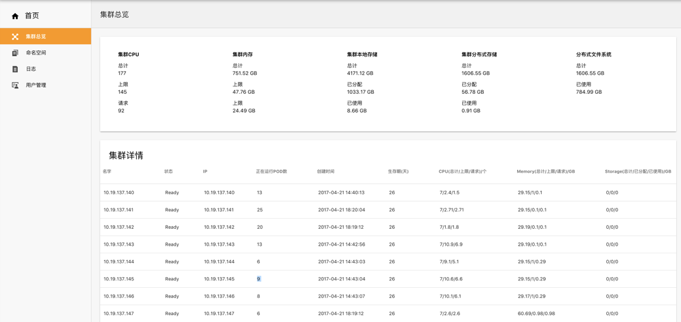 首页
集群总览
集群总览
命名空间
日志
用户管理
集群CPU 集群内存 集群本地存储 集群分布式存储 分布式文件系统
总计 总计 总计 总计 总计
177 751.52 GB 4171.12 GB 1606.55 GB 1606.55 GB
上限 上限 已分配 已分配 已使用
145 47.76 GB 1033.17 GB 56.78 GB 784.99 GB
请求 上限 已使用 已使用
92 24.49 GB 8.66 GB 0.91 GB
集群详情
名字 状态 IP 正在运行POD数 创建时间 生存期(天) CPU(总计/上限/请求)/个 Memory(总计/上限/请求)/GB Storage(总计/已分配/已使用)/GB
10.19.137.140 Ready 10.19.137.140 13 2017-04-21 14:40:13 26 7/2.4/1.5 29.15/1/0.1 0/0/0
10.19.137.141 Ready 10.19.137.141 25 2017-04-21 18:20:04 26 7/2.71/2.71 29.15/0.1/0.1 0/0/0
10.19.137.142 Ready 10.19.137.142 20 2017-04-21 18:19:12 26 7/1.8/1.8 29.19/0.1/0.1 0/0/0
10.19.137.143 Ready 10.19.137.143 13 2017-04-21 14:42:56 26 7/10.9/6.9 29.19/0.1/0.1 0/0/0
10.19.137.144 Ready 10.19.137.144 6 2017-04-21 14:43:03 26 7/9.1/5.1 29.15/1/0.29 0/0/0
10.19.137.145 Ready 10.19.137.145 9 2017-04-21 14:43:04 26 7/10.6/6.6 29.15/1/0.29 0/0/0
10.19.137.146 Ready 10.19.137.146 8 2017-04-21 14:43:07 26 7/10.1/6.1 29.17/1/0.29 0/0/0
10.19.137.147 Ready 10.19.137.147 6 2017-04-21 18:19:12 26 7/2.6/2.6 60.69/0.98/0.98 0/0/0